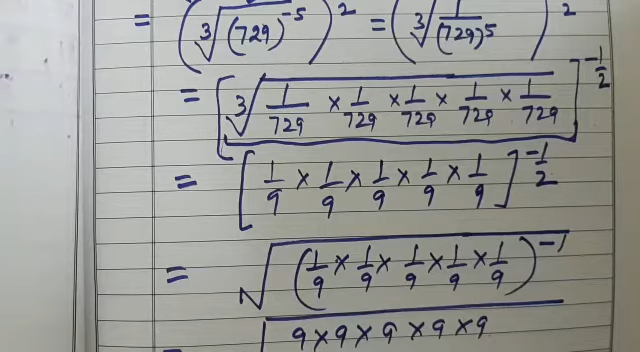 = (∛(729)^-5)^2 = (∛1/(729)^5)^2
= [∛(1/729 × 1/729 × 1/729 × 1/729 × 1/729)]^-1/2
= [1/9 × 1/9 × 1/9 × 1/9 × 1/9]^-1/2
= √(1/9 × 1/9 × 1/9 × 1/9 × 1/9)^-1
= √9×9×9×9×9